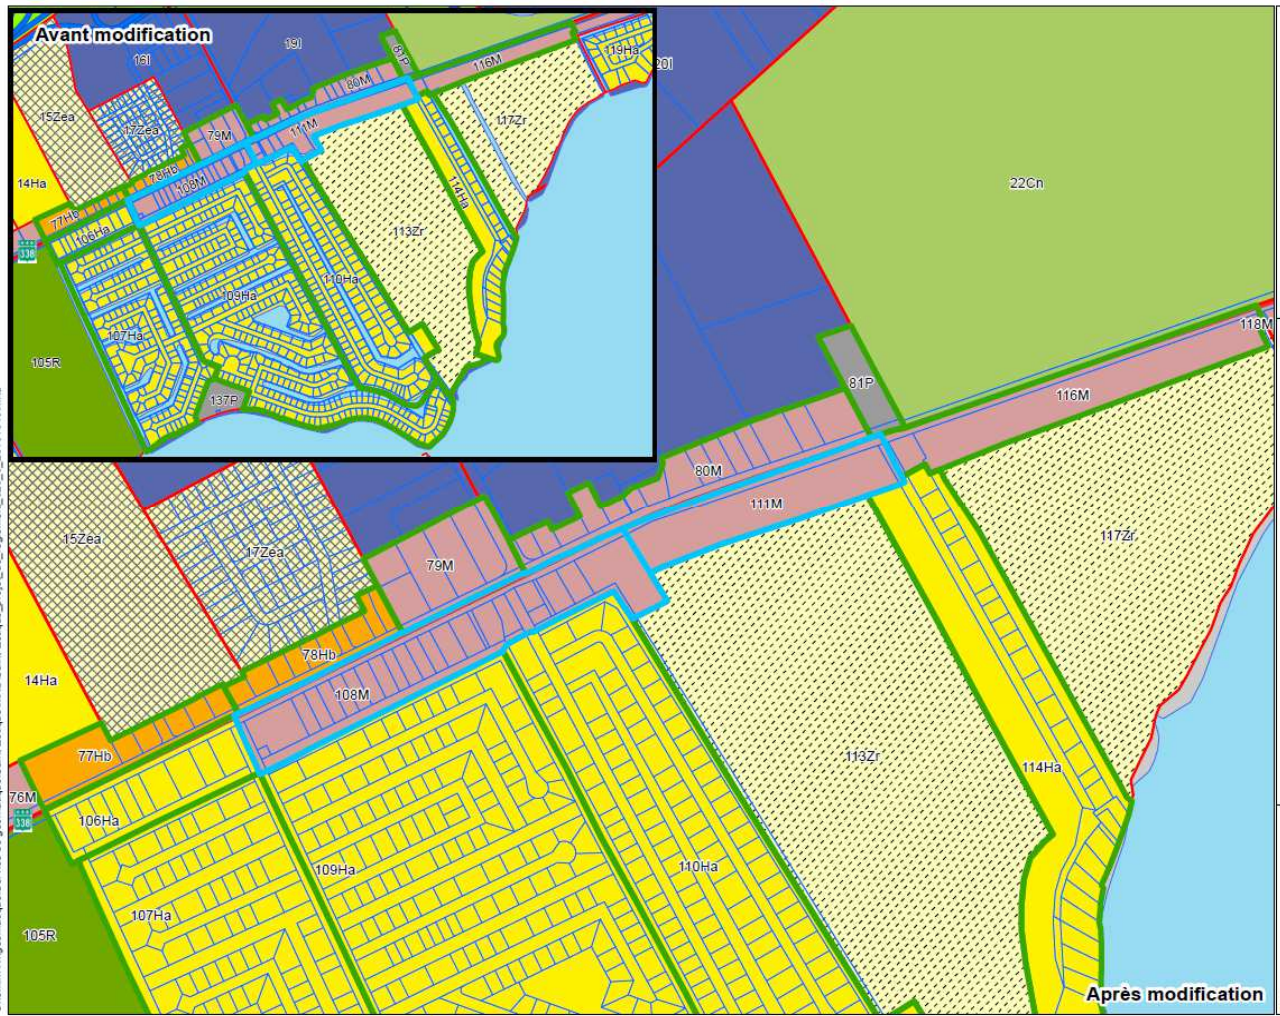 Avant modification
16I
19I
81P
116M
119Ha
80M
15Zea
17Zea
79M
111M
117Zr
14Ha
78Hb
108M
114Ha
77Hb
106Ha
113Zr
338
110Ha
109Ha
107Ha
105R
137P
20I
22Cn
118M
81P
116M
80M
111M
15Zea
17Zea
79M
117Zr
78Hb
14Ha
108M
77Hb
113Zr
114Ha
76M
106Ha
338
110Ha
109Ha
107Ha
105R
Après modification